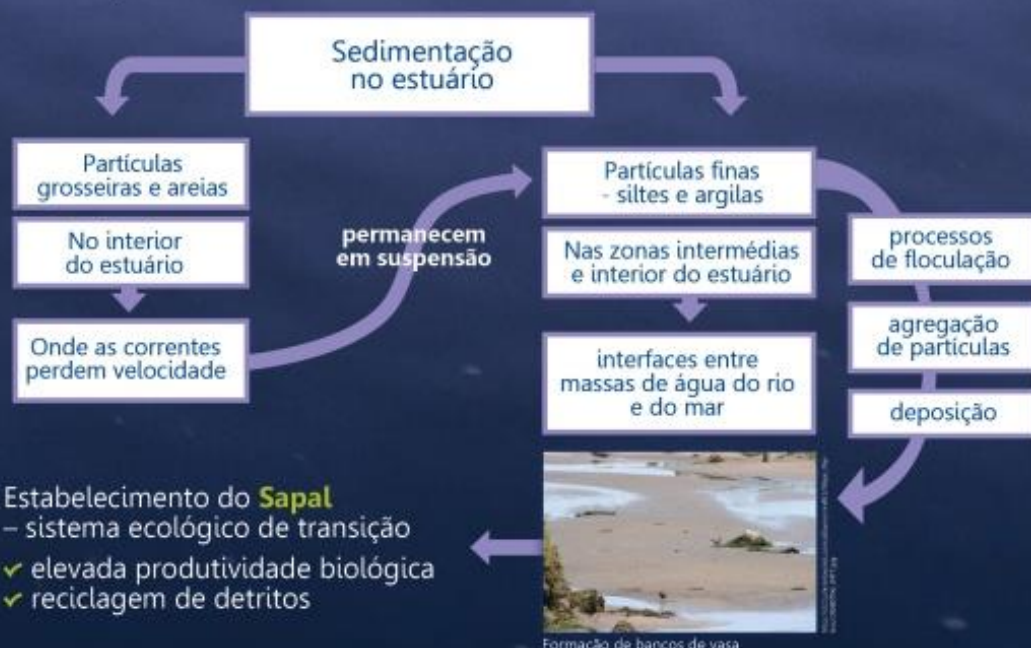 Sedimentação
no estuário
Partículas
grosseiras e areias
No interior
do estuário
Onde as correntes
perdem velocidade
permanecem
em suspensão
Partículas finas
- siltes e argilas
Nas zonas intermédias
e interior do estuário
interfaces entre
massas de água do rio
e do mar
processos
de floculação
agregação
de partículas
deposição
Formação de bancos de vasa
Estabelecimento do Sapal
– sistema ecológico de transição
✓ elevada produtividade biológica
✓ reciclagem de detritos